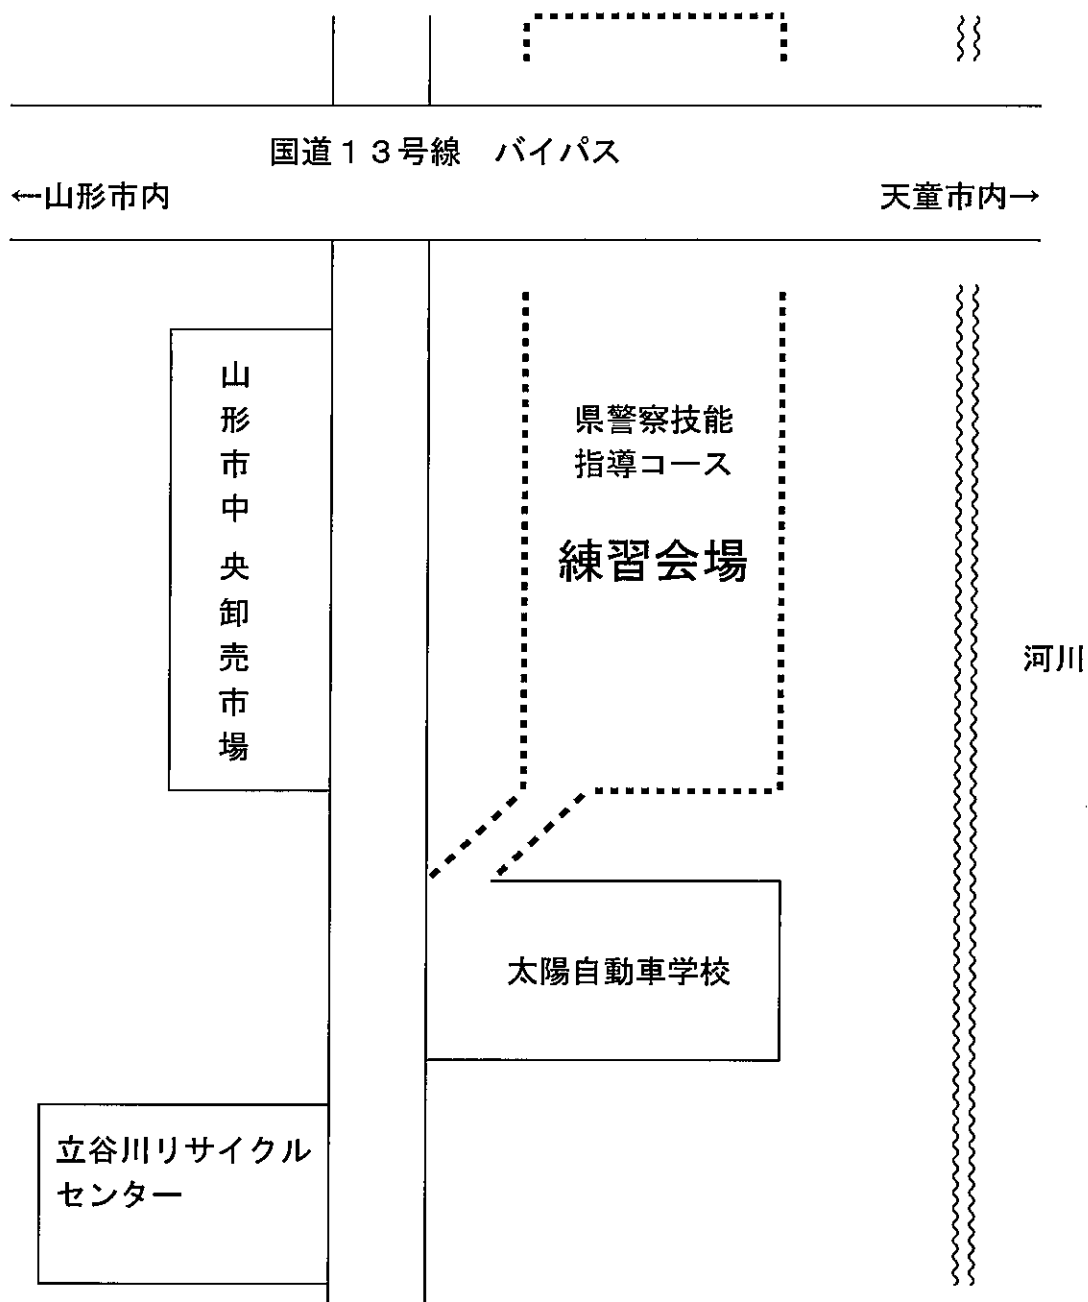 国道１３号線　バイパス
←山形市内
天童市内→
山形市中央卸売市場
県警察技能
指導コース
練習会場
河川
太陽自動車学校
立谷川リサイクル
センター